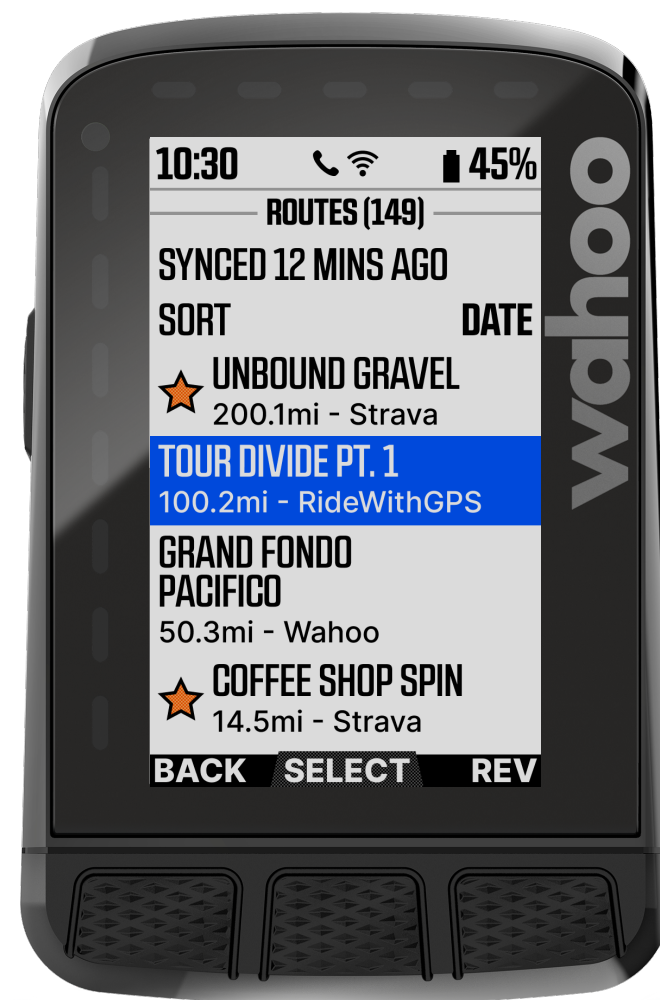 10:30 45%
ROUTES (149)
SYNCED 12 MINS AGO
SORT DATE
UNBOUND GRAVEL
200.1mi - Strava
TOUR DIVIDE PT. 1
100.2mi - RideWithGPS
GRAND FONDO
PACIFICO
50.3mi - Wahoo
COFFEE SHOP SPIN
14.5mi - Strava
BACK SELECT REV
wahoo